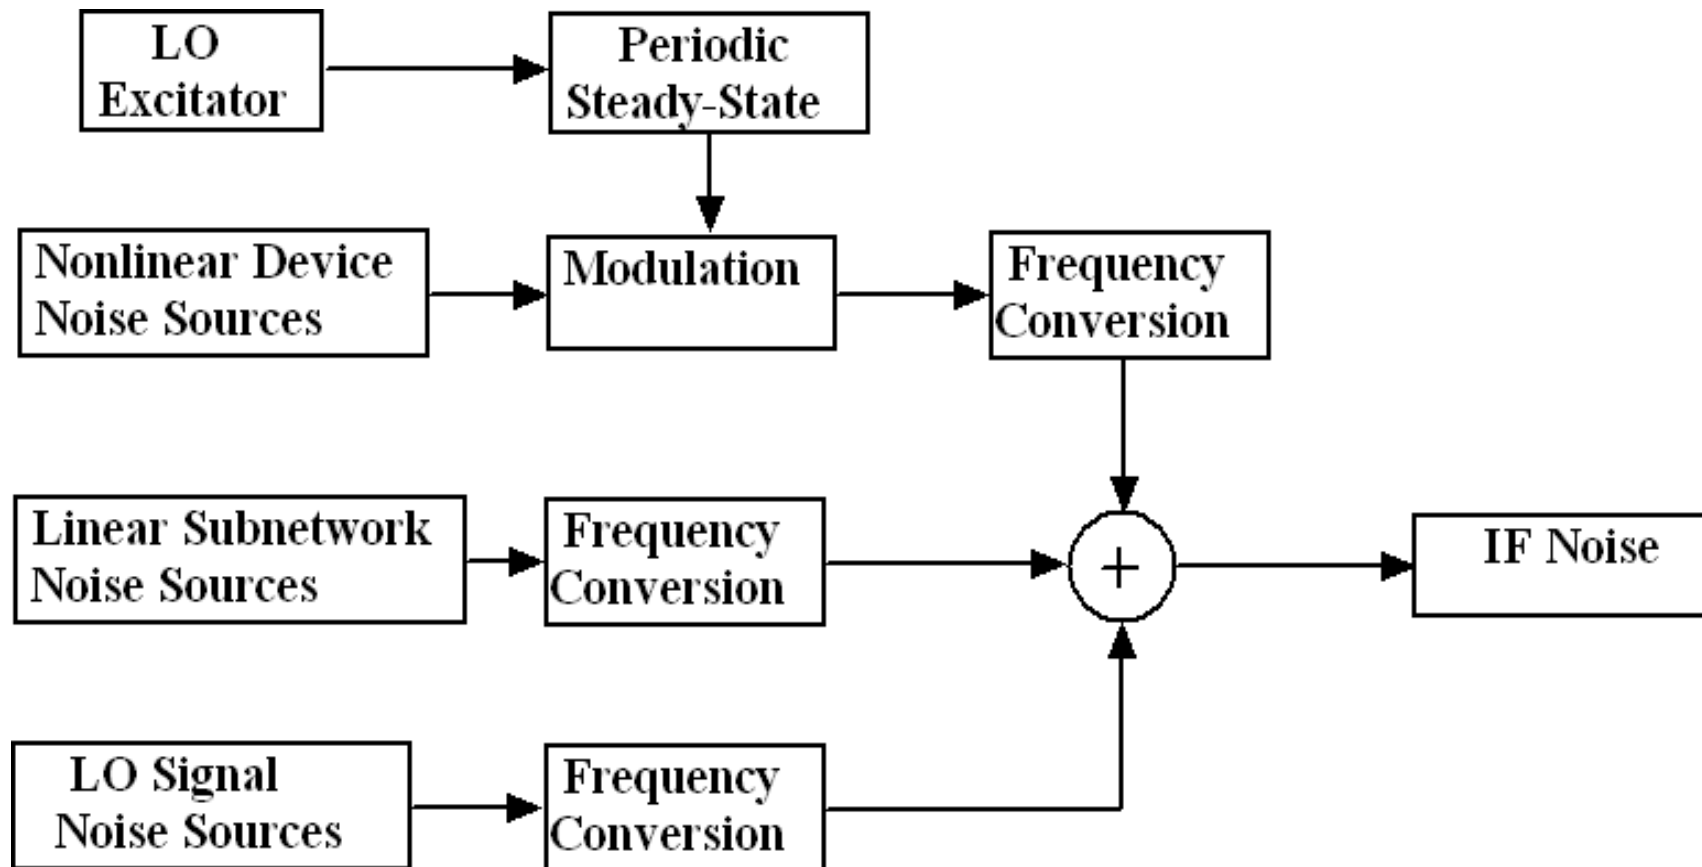 LO
Excitator
Periodic
Steady-State
Nonlinear Device
Noise Sources
Modulation
Frequency
Conversion
Linear Subnetwork
Noise Sources
Frequency
Conversion
+
IF Noise
LO Signal
Noise Sources
Frequency
Conversion